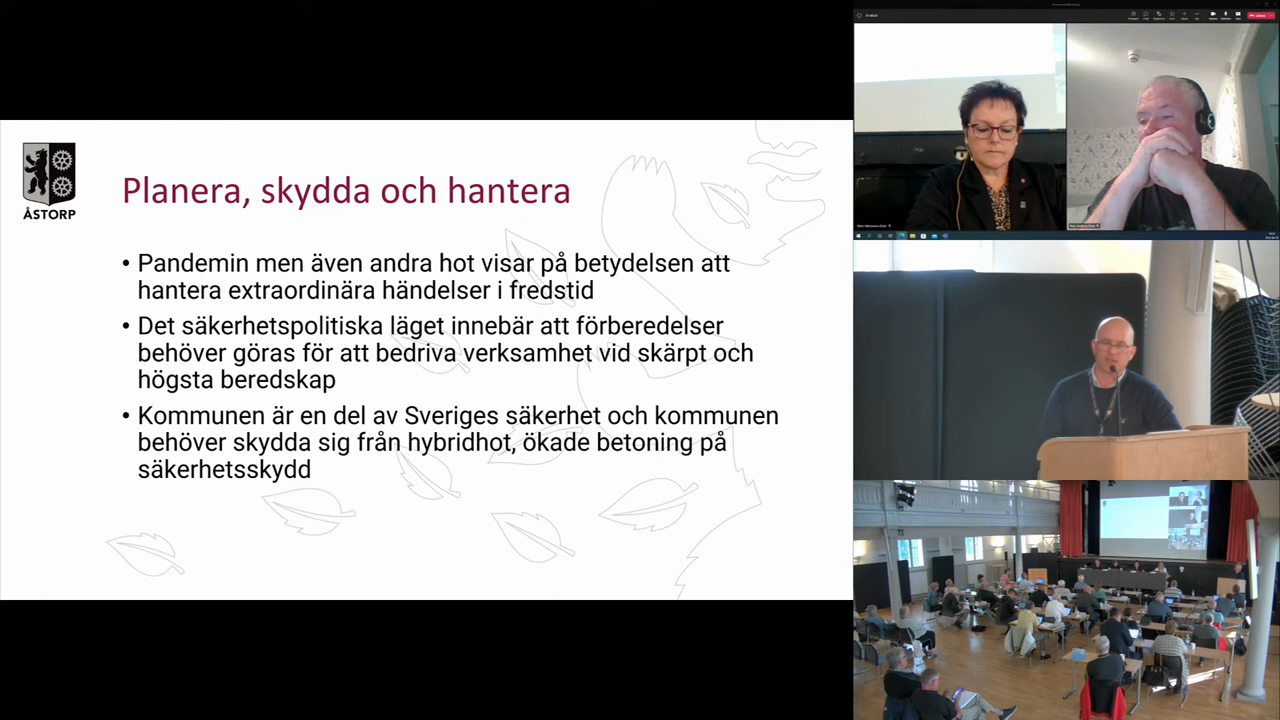 ÅSTORP
Planera, skydda och hantera
• Pandemin men även andra hot visar på betydelsen att
hantera extraordinära händelser i fredstid
• Det säkerhetspolitiska läget innebär att förberedelser
behöver göras för att bedriva verksamhet vid skärpt och
högsta beredskap
• Kommunen är en del av Sveriges säkerhet och kommunen
behöver skydda sig från hybridhot, ökade betoning på
säkerhetsskydd